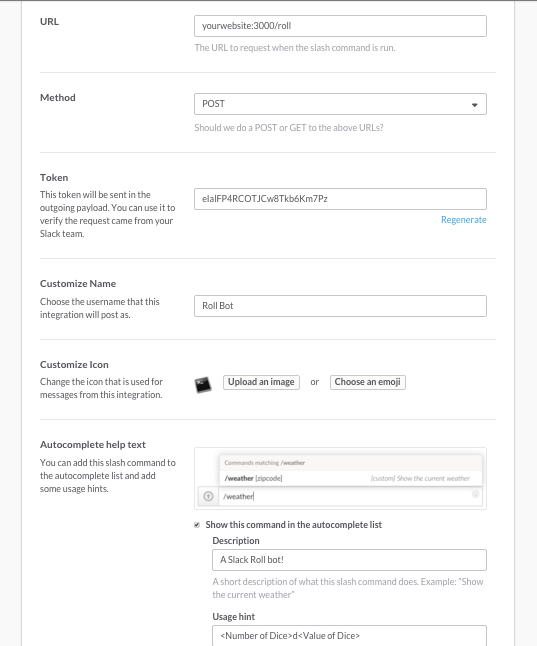 URL
yourwebsite:3000/roll
The URL to request when the slash command is run.
Method
POST
Should we do a POST or GET to the above URLs?
Token
This token will be sent in the
outgoing payload. You can use it to
verify the request came from your
Slack team.
elalFP4RCOTJCw8Tkb6Km7Pz
Regenerate
Customize Name
Choose the username that this
integration will post as.
Roll Bot
Customize Icon
Change the icon that is used for
messages from this integration.
Upload an image
or
Choose an emoji
Autocomplete help text
You can add this slash command to
the autocomplete list and add
some usage hints.
Commands matching /weather
/weather [zipcode]
[custom] Show the current weather
/weather
Show this command in the autocomplete list
Description
A Slack Roll bot!
A short description of what this slash command does. Example: "Show
the current weather"
Usage hint
<Number of Dice>d<Value of Dice>